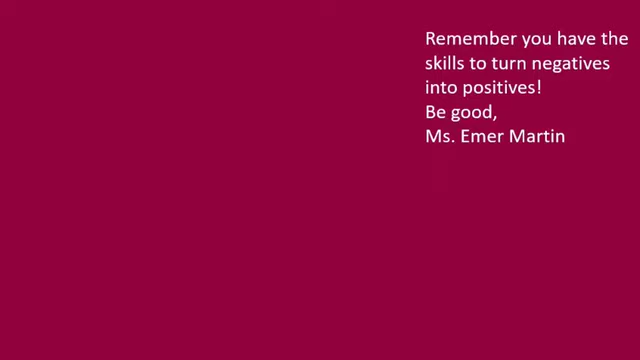 Remember you have the
skills to turn negatives
into positives!
Be good,
Ms. Emer Martin